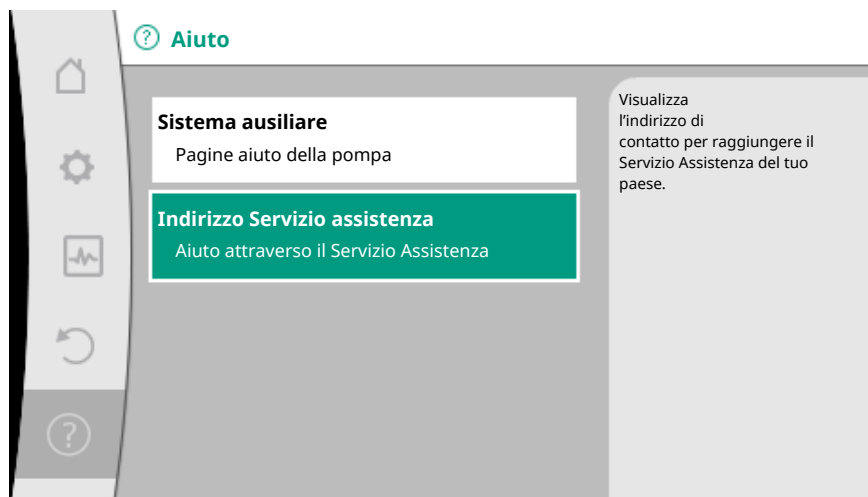 Aiuto
Sistema ausiliare
Pagine aiuto della pompa
Indirizzo Servizio assistenza
Aiuto attraverso il Servizio Assistenza
Visualizza
l'indirizzo di
contatto per raggiungere il
Servizio Assistenza del tuo
paese.